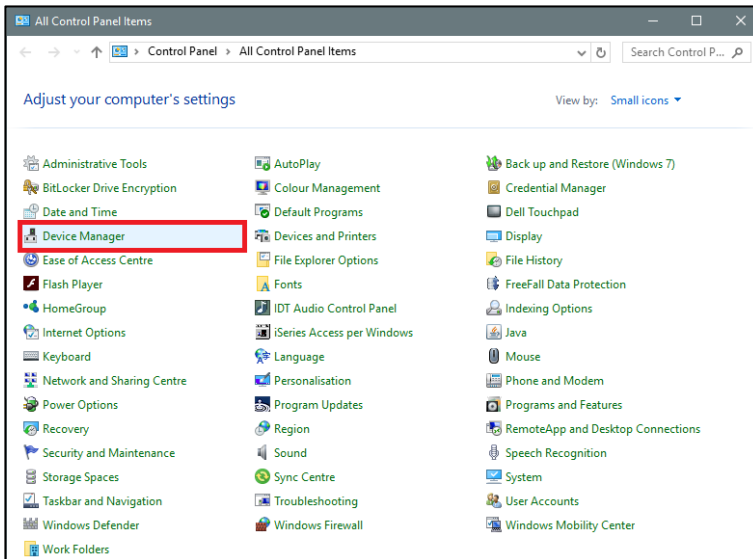 All Control Panel Items
Control Panel > All Control Panel Items
Search Control P...
Adjust your computer's settings
View by: Small icons
Administrative Tools AutoPlay Back up and Restore (Windows 7)
BitLocker Drive Encryption Colour Management Credential Manager
Date and Time Default Programs Dell Touchpad
Device Manager Devices and Printers Display
Ease of Access Centre File Explorer Options File History
Flash Player Fonts FreeFall Data Protection
HomeGroup IDT Audio Control Panel Indexing Options
Internet Options iSeries Access per Windows Java
Keyboard Language Mouse
Network and Sharing Centre Personalisation Phone and Modem
Power Options Program Updates Programs and Features
Recovery Region RemoteApp and Desktop Connections
Security and Maintenance Sound Speech Recognition
Storage Spaces Sync Centre System
Taskbar and Navigation Troubleshooting User Accounts
Windows Defender Windows Firewall Windows Mobility Center
Work Folders